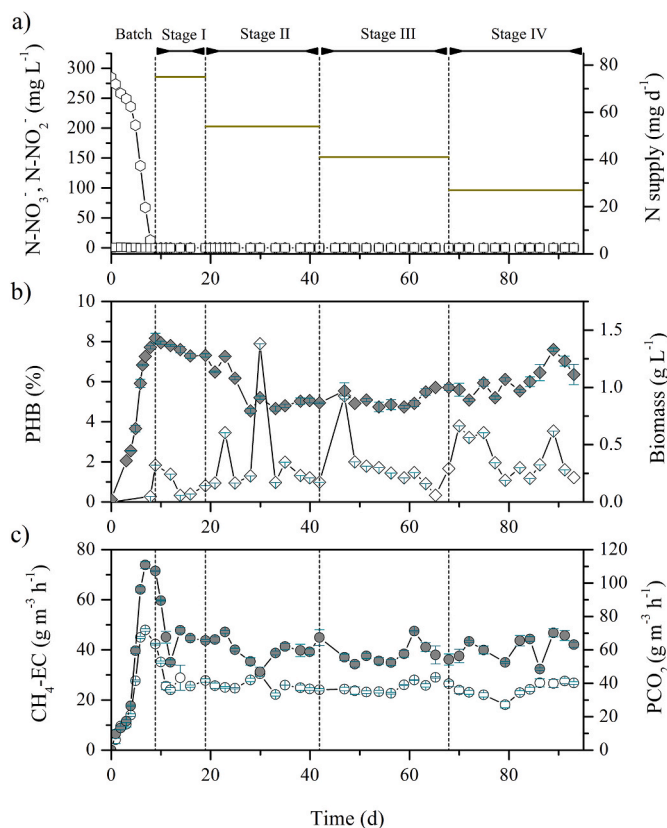 a)
Batch Stage I Stage II Stage III Stage IV
N-NO₃⁻, N-NO₂⁻ (mg L⁻¹)
300
250
200
150
100
50
0
N supply (mg d⁻¹)
80
60
40
20
0
0 20 40 60 80
b)
PHB (%)
10
8
6
4
2
0
Biomass (g L⁻¹)
1.5
1.0
0.5
0.0
0 20 40 60 80
c)
CH₄-EC (g m⁻³ h⁻¹)
80
60
40
20
0
PCO₂ (g m⁻³ h⁻¹)
120
100
80
60
40
20
0
0 20 40 60 80
Time (d)